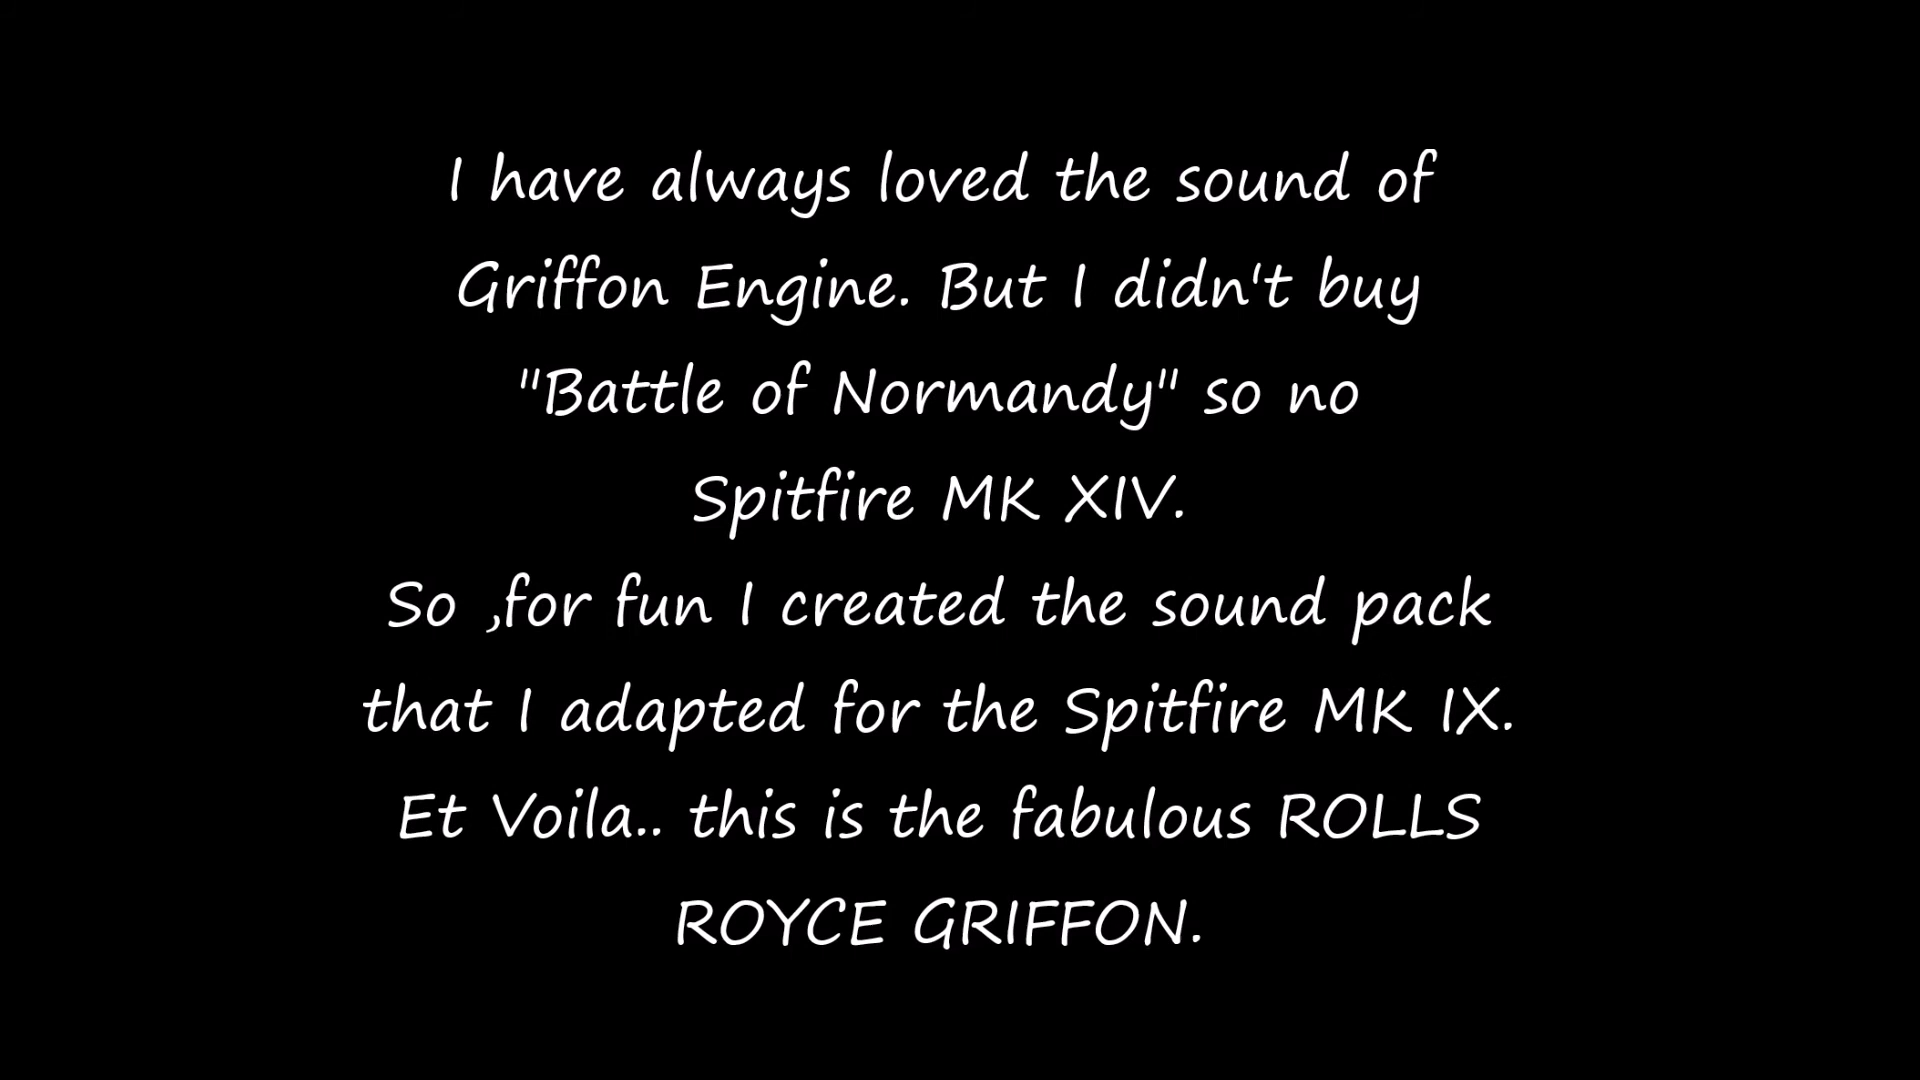 I have always loved the sound of
Griffon Engine. But I didn't buy
"Battle of Normandy" so no
Spitfire MK XIV.
So ,for fun I created the sound pack
that I adapted for the Spitfire MK IX.
Et Voila.. this is the fabulous ROLLS
ROYCE GRIFFON.